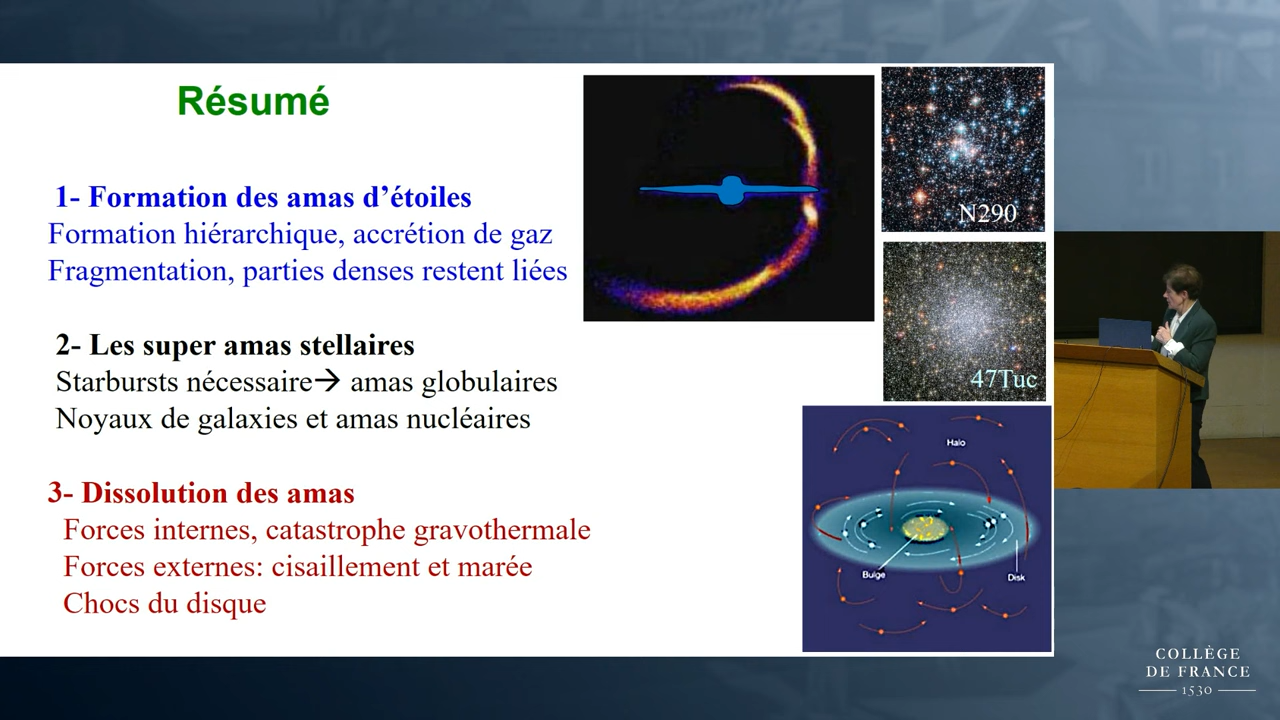 Résumé
1- Formation des amas d’étoiles
Formation hiérarchique, accrétion de gaz
Fragmentation, parties denses restent liées
2- Les super amas stellaires
Starbursts nécessaire→ amas globulaires
Noyaux de galaxies et amas nucléaires
3- Dissolution des amas
Forces internes, catastrophe gravothermale
Forces externes: cisaillement et marée
Chocs du disque
N290
47Tuc
Halo
Bulge
Disk
COLLÈGE
DE FRANCE
1530